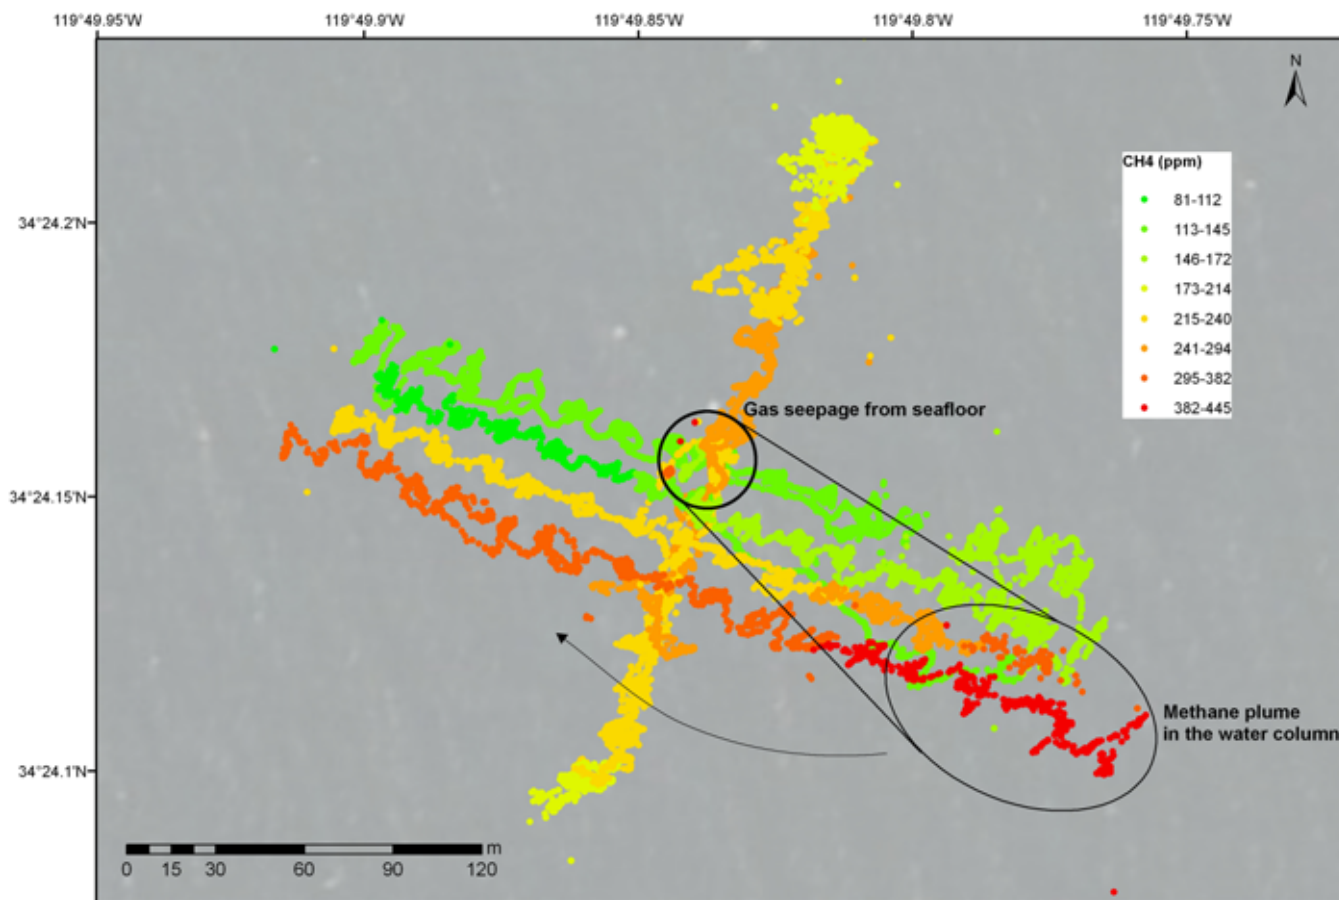 119°49.95'W 119°49.9'W 119°49.85'W 119°49.8'W 119°49.75'W
N
CH4 (ppm)
81-112
113-145
146-172
173-214
215-240
241-294
295-382
382-445
34°24.2'N
Gas seepage from seafloor
34°24.15'N
Methane plume
in the water column
34°24.1'N
m
0 15 30 60 90 120